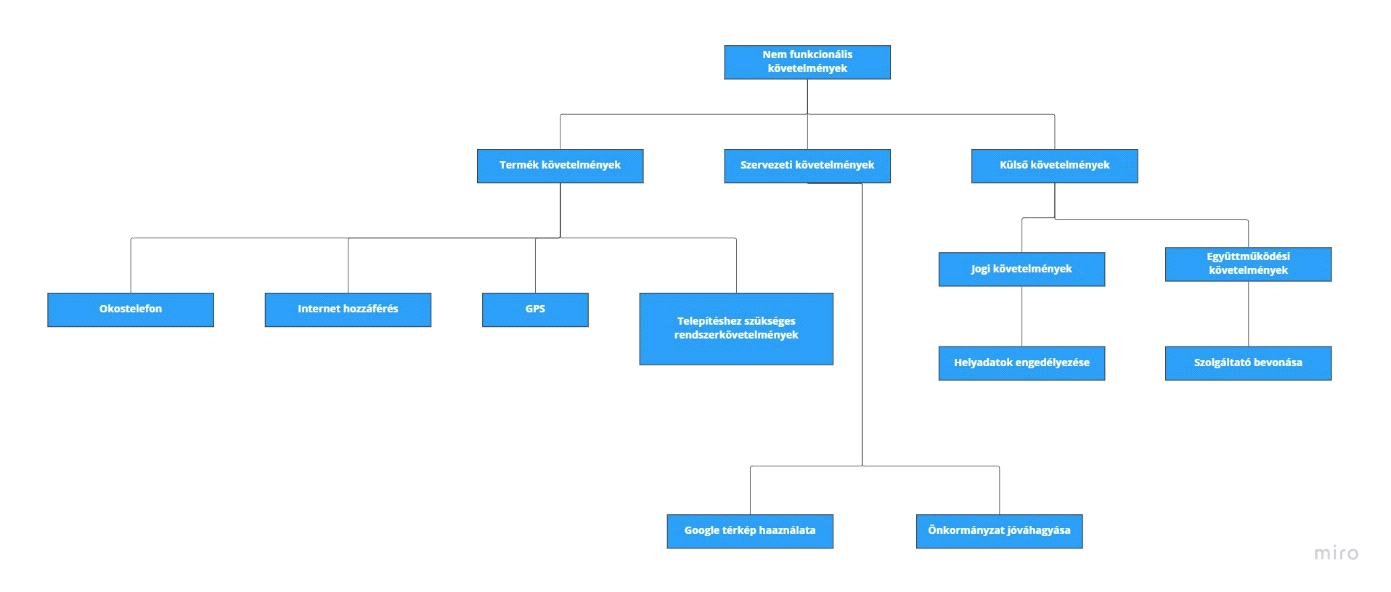 Nem funkcionális
követelmények
Termék követelmények
Szervezeti követelmények
Külső követelmények
Jogi követelmények
Együttműködési
követelmények
Okostelefon
Internet hozzáférés
GPS
Telepítéshez szükséges
rendszerkövetelmények
Helyadatok engedélyezése
Szolgáltató bevonása
Google térkép haaználata
Önkormányzat jóváhagyása
miro